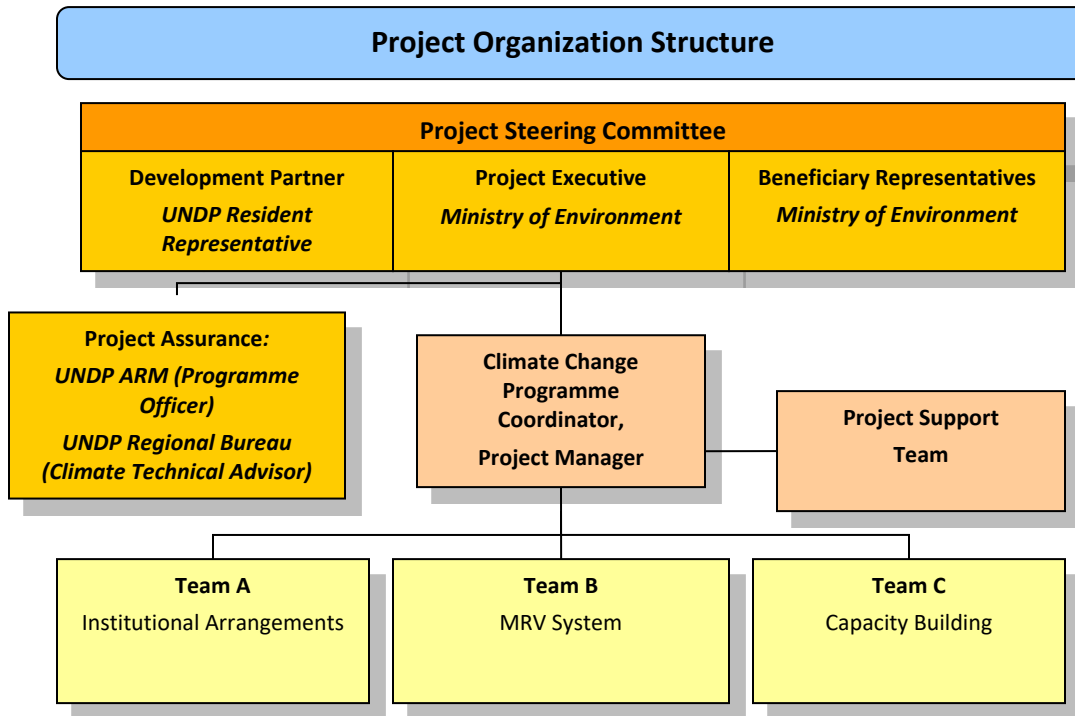 Project Organization Structure
Project Steering Committee
Development Partner
UNDP Resident
Representative
Project Executive
Ministry of Environment
Beneficiary Representatives
Ministry of Environment
Project Assurance:
UNDP ARM (Programme
Officer)
UNDP Regional Bureau
(Climate Technical Advisor)
Climate Change
Programme
Coordinator,
Project Manager
Project Support
Team
Team A
Institutional Arrangements
Team B
MRV System
Team C
Capacity Building